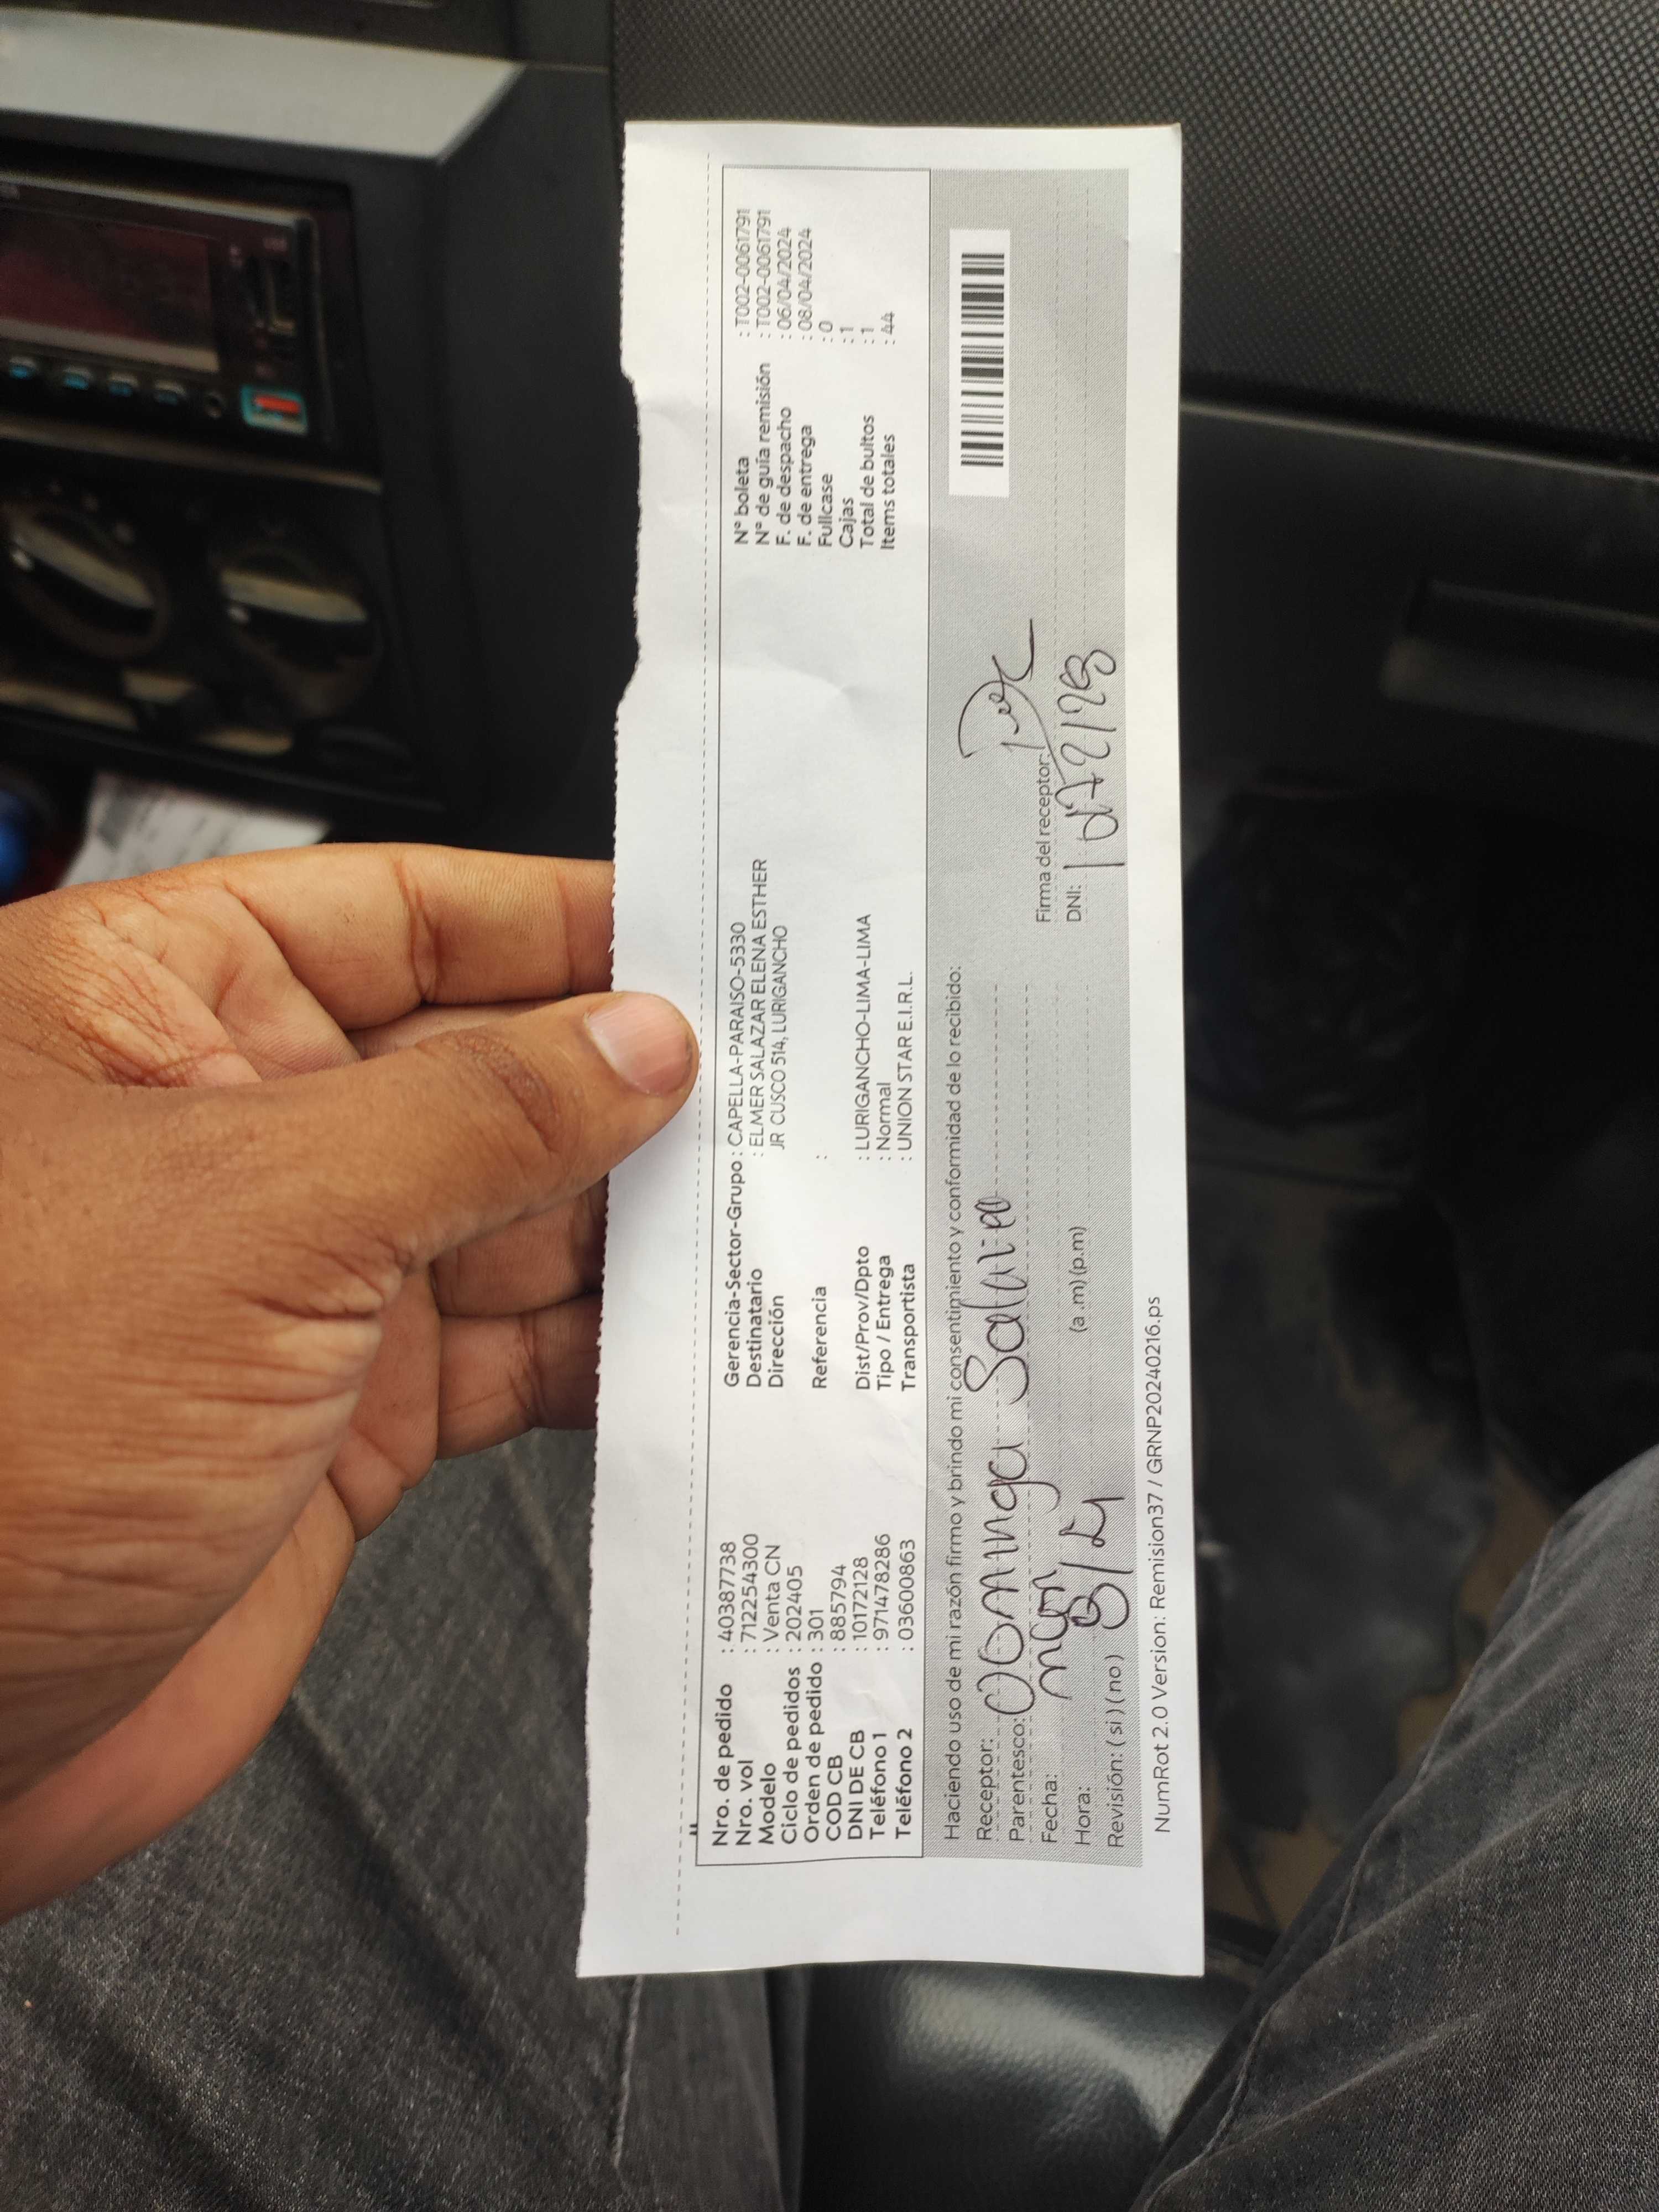 Nro. de pedido : 40387738
Nro. vol : 712254300
Modelo : Venta CN
Ciclo de pedidos : 202405
Orden de pedido : 301
COD CB : 885794
DNI DE CB : 10172128
Teléfono 1 : 971478286
Teléfono 2 : 03600863
Gerencia-Sector-Grupo : CAPELLA-PARAISO-5330
Destinatario : ELMER SALAZAR ELENA ESTHER
Dirección JR CUSCO 514, LURIGANCHO
Referencia :
Dist/Prov/Dpto : LURIGANCHO-LIMA-LIMA
Tipo / Entrega : Normal
Transportista : UNION STAR E.I.R.L.
N° boleta : T002-0061791
N° de guía remisión : T002-0061791
F. de despacho : 06/04/2024
F. de entrega : 08/04/2024
Fullcase : 0
Cajas : 1
Total de bultos : 1
Items totales : 44
Haciendo uso de mi razón firmo y brindo mi consentimiento y conformidad de lo recibido:
Receptor: Dominga
Parentesco:
Fecha:
Hora: 8/4 (a .m) (p.m)
Revisión: ( si ) ( no )
Firma del receptor:
DNI:
NumRot 2.0 Version: Remision37 / GRNP20240216.ps